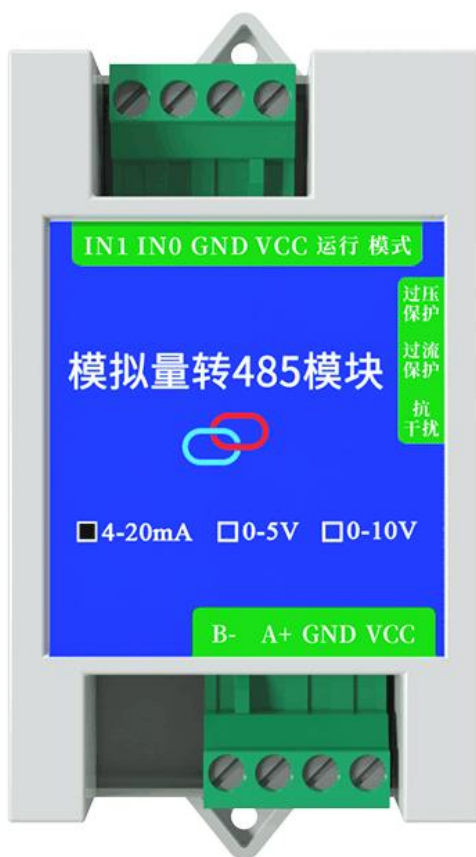 IN1 IN0 GND VCC 运行 模式
过压
保护
过流
保护
抗
干扰
模拟量转485模块
■4-20mA □0-5V □0-10V
B- A+ GND VCC